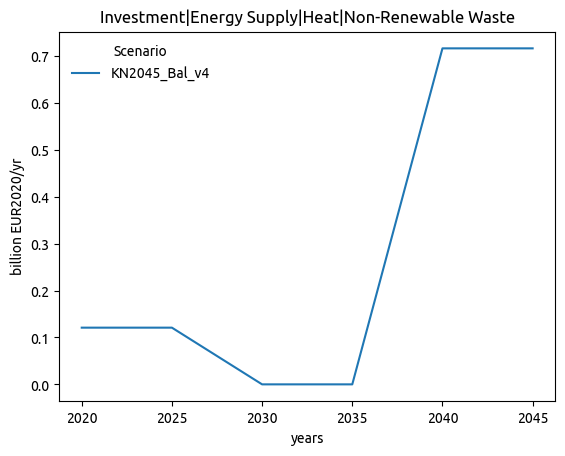 Investment|Energy Supply|Heat|Non-Renewable Waste
Scenario
KN2045_Bal_v4
billion EUR2020/yr
0.7
0.6
0.5
0.4
0.3
0.2
0.1
0.0
2020 2025 2030 2035 2040 2045
years